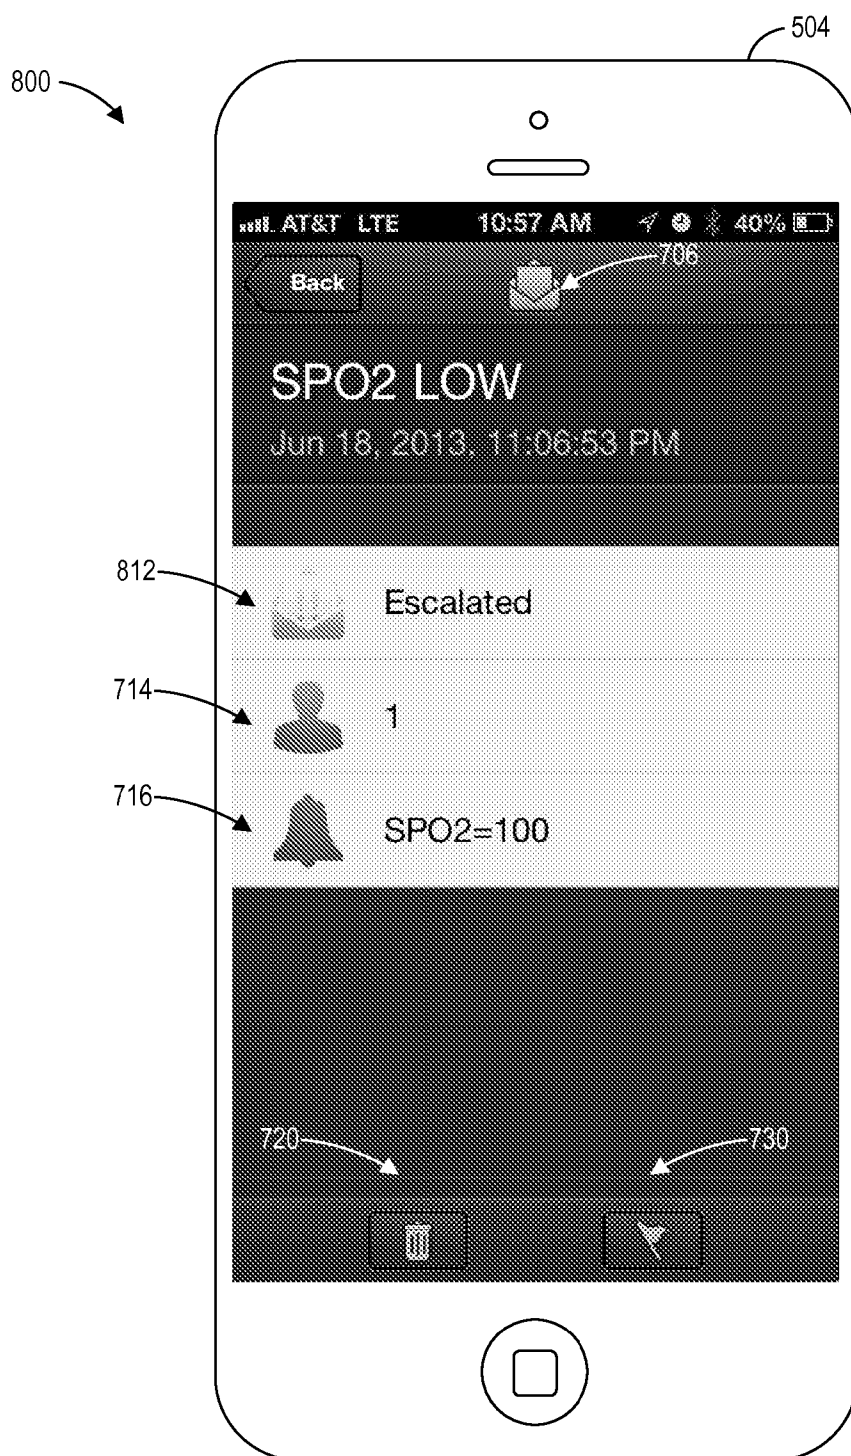 504
800
AT&T LTE 10:57 AM 40%
Back
706
SPO2 LOW
Jun 18, 2013, 11:06:53 PM
812
Escalated
714
1
716
SPO2=100
720
730